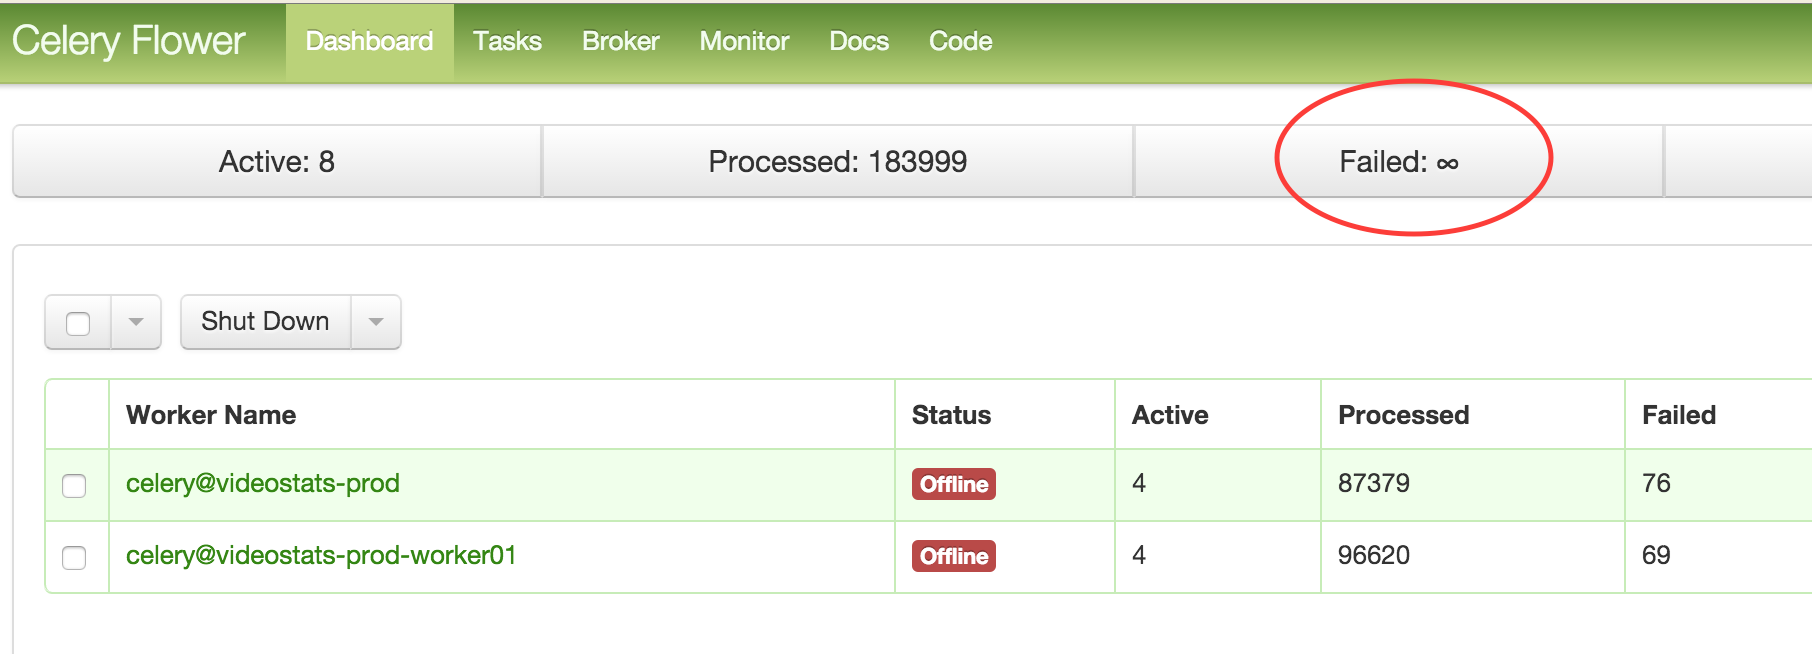 Celery Flower Dashboard Tasks Broker Monitor Docs Code
Active: 8 Processed: 183999 Failed: ∞
Shut Down
Worker Name Status Active Processed Failed
celery@videostats-prod Offline 4 87379 76
celery@videostats-prod-worker01 Offline 4 96620 69